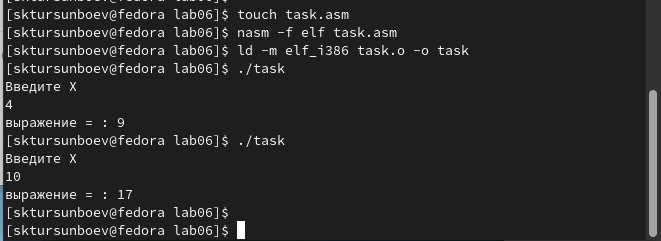 [sktursunboev@fedora lab06]$ touch task.asm
[sktursunboev@fedora lab06]$ nasm -f elf task.asm
[sktursunboev@fedora lab06]$ ld -m elf_i386 task.o -o task
[sktursunboev@fedora lab06]$ ./task
Введите X
4
выражение = : 9
[sktursunboev@fedora lab06]$ ./task
Введите X
10
выражение = : 17
[sktursunboev@fedora lab06]$
[sktursunboev@fedora lab06]$